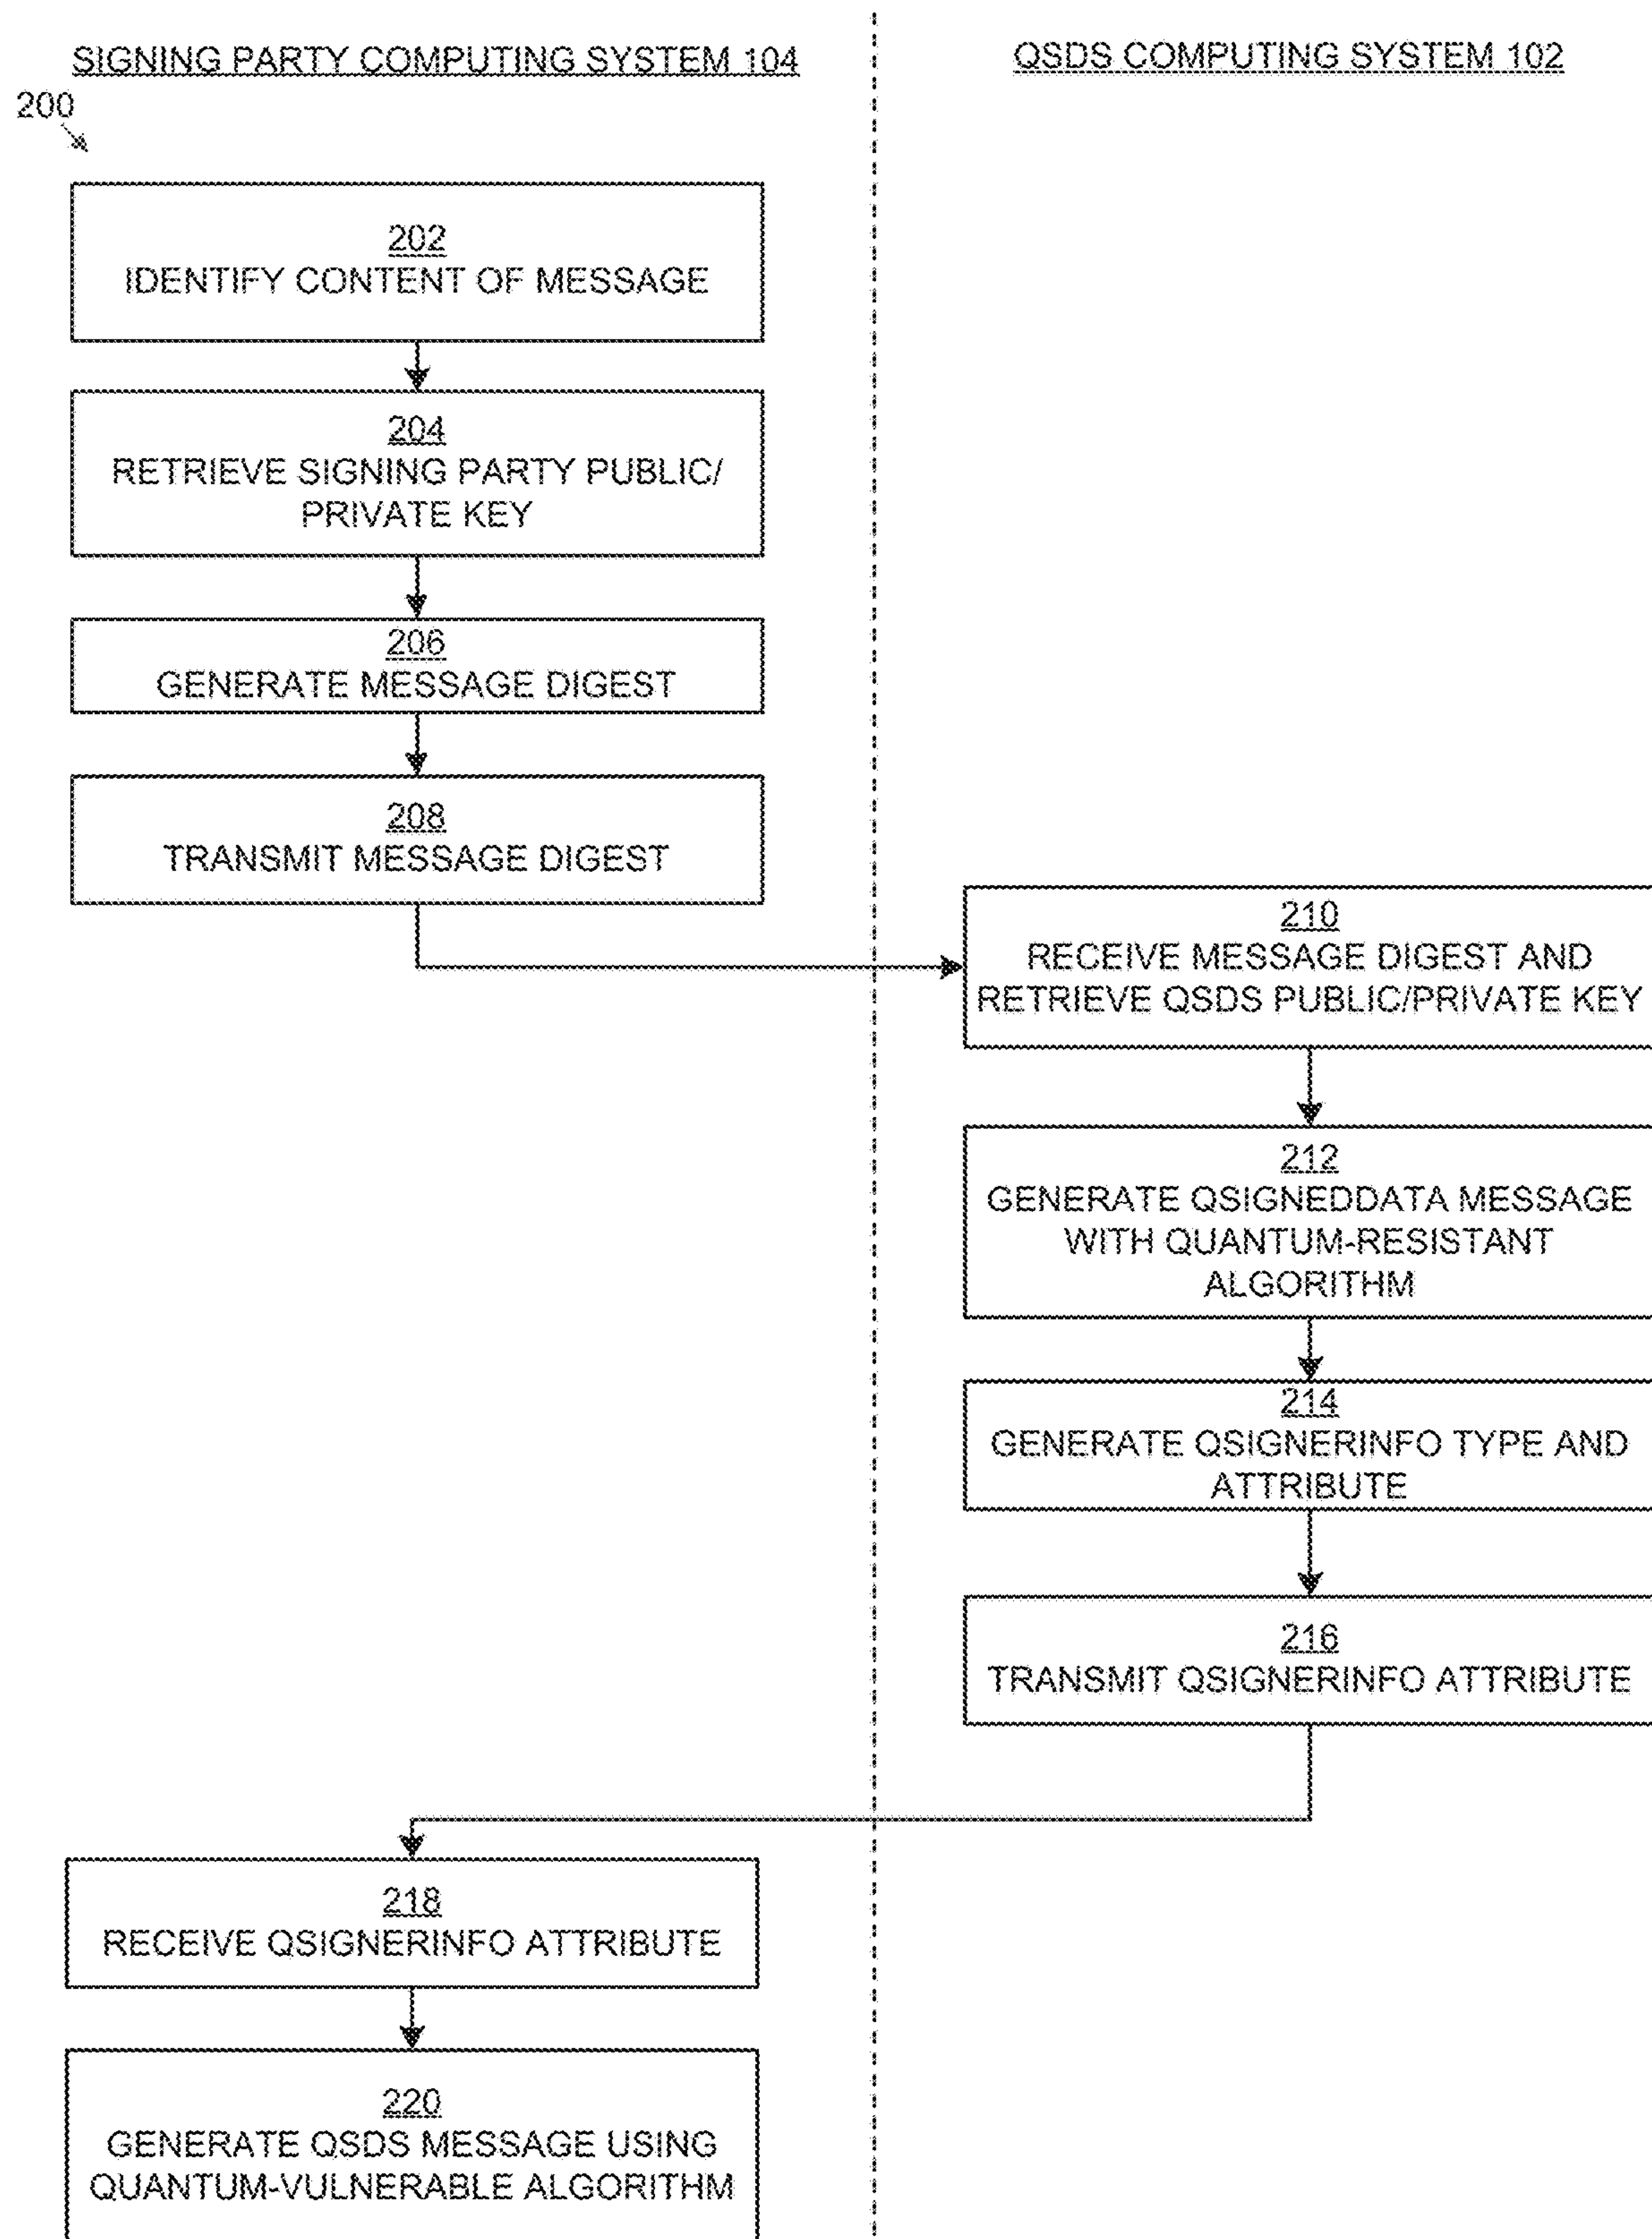 SIGNING PARTY COMPUTING SYSTEM 104
QSDS COMPUTING SYSTEM 102
200
202
IDENTIFY CONTENT OF MESSAGE
204
RETRIEVE SIGNING PARTY PUBLIC/
PRIVATE KEY
206
GENERATE MESSAGE DIGEST
208
TRANSMIT MESSAGE DIGEST
210
RECEIVE MESSAGE DIGEST AND
RETRIEVE QSDS PUBLIC/PRIVATE KEY
212
GENERATE QSIGNEDDATA MESSAGE
WITH QUANTUM-RESISTANT
ALGORITHM
214
GENERATE QSIGNERINFO TYPE AND
ATTRIBUTE
216
TRANSMIT QSIGNERINFO ATTRIBUTE
218
RECEIVE QSIGNERINFO ATTRIBUTE
220
GENERATE QSDS MESSAGE USING
QUANTUM-VULNERABLE ALGORITHM